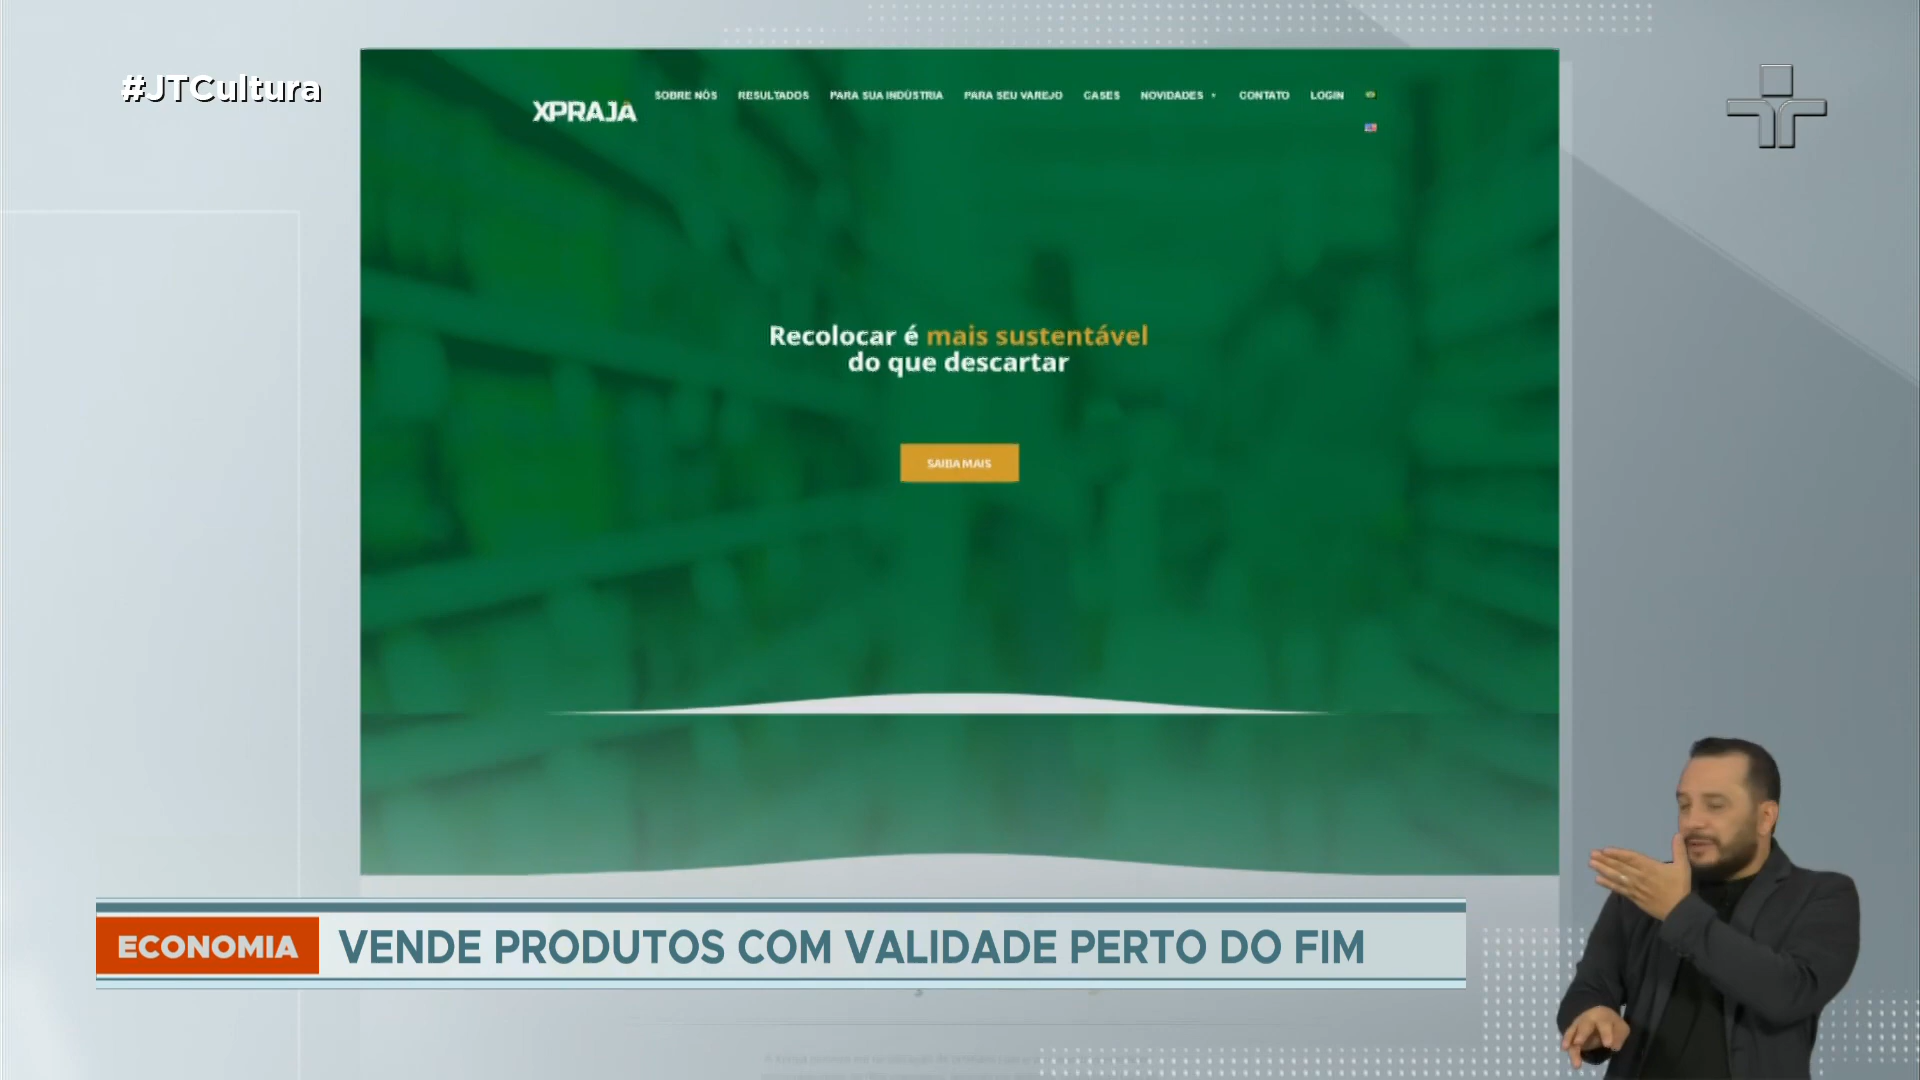 #JTCultura
XPRAJÁ
SOBRE NÓS
RESULTADOS
PARA SUA INDÚSTRIA
PARA SEU VAREJO
CASES
NOVIDADES
CONTATO
LOGIN
Recolocar é mais sustentável
do que descartar
SAIBA MAIS
ECONOMIA
VENDE PRODUTOS COM VALIDADE PERTO DO FIM